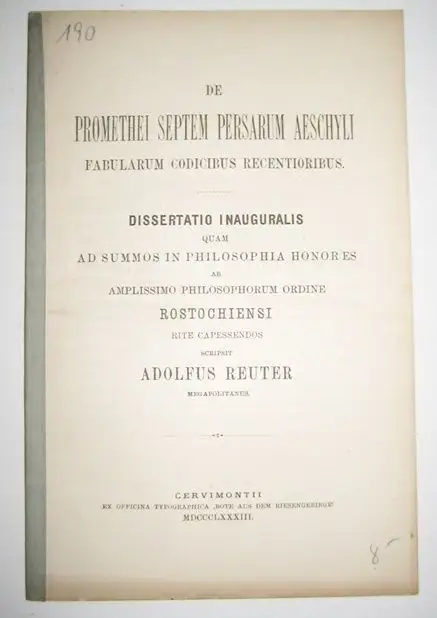 190
DE
PROMETHEI SEPTEM PERSARUM AESCHYLI
FABULARUM CODICIBUS RECENTIORIBUS.
DISSERTATIO INAUGURALIS
QUAM
AD SUMMOS IN PHILOSOPHIA HONORES
AB
AMPLISSIMO PHILOSOPHORUM ORDINE
ROSTOCHIENSI
RITE CAPESSENDOS
SCRIPSIT
ADOLFUS REUTER
MEGAPOLITANUS.
CERVIMONTII
EX OFFICINA TYPOGRAPHICA „BOTE AUS DEM RIESENGEBIRGE“
MDCCCLXXXIII.
8-